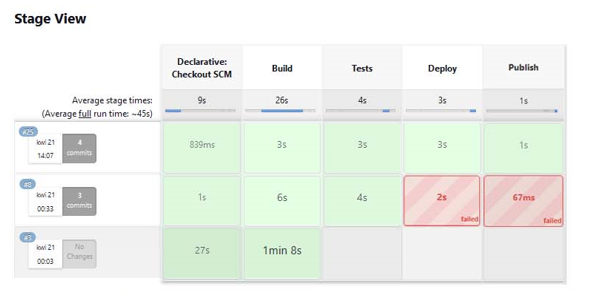 Stage View
Declarative: Checkout SCM
Build
Tests
Deploy
Publish
Average stage times:
9s
26s
4s
3s
1s
(Average full run time: ~45s)
#25
kwi 21
14:07
4
commits
839ms
3s
3s
3s
1s
#8
kwi 21
00:33
3
commits
1s
6s
4s
2s
failed
67ms
failed
kwi 21
00:03
No
Changes
27s
1min 8s